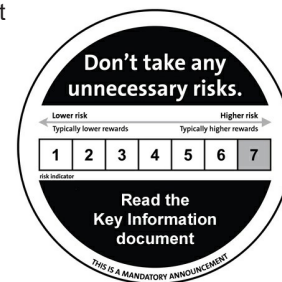 t
Don't take any
unnecessary risks.
Lower risk Higher risk
Typically lower rewards Typically higher rewards
1 2 3 4 5 6 7
risk indicator
Read the
Key Information
document
THIS IS A MANDATORY ANNOUNCEMENT